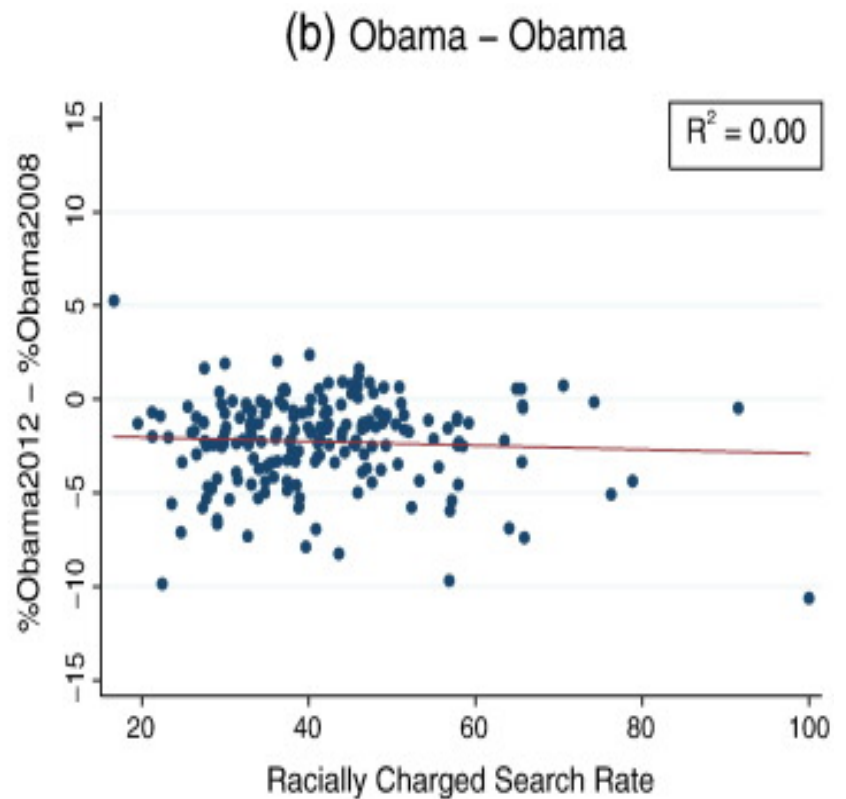 (b) Obama – Obama
R² = 0.00
%Obama2012 – %Obama2008
15
10
5
0
−5
−10
−15
20 40 60 80 100
Racially Charged Search Rate